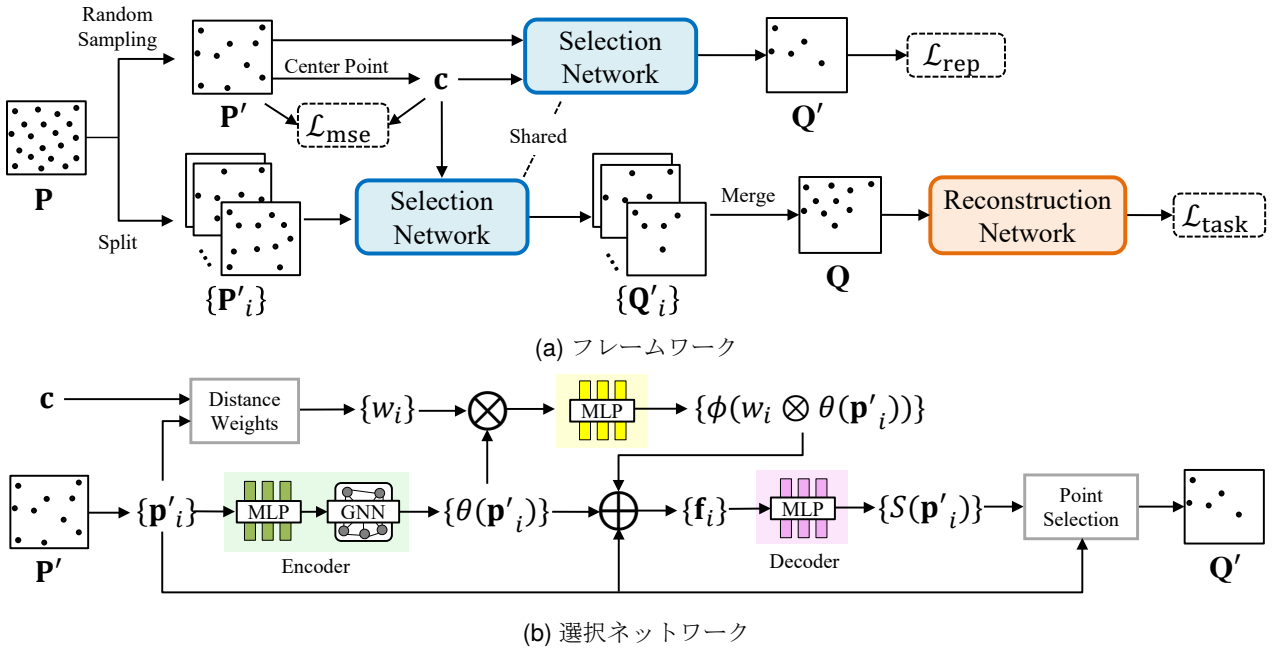 Random
Sampling
P
Split
P′
Center Point
c
ℒmse
Selection
Network
Q′
ℒrep
Shared
{P′i}
Selection
Network
{Q′i}
Merge
Q
Reconstruction
Network
ℒtask
(a) フレームワーク
c
Distance
Weights
{wi}
⊗
MLP
{ϕ(wi ⊗ θ(p′i))}
P′
{p′i}
MLP
GNN
Encoder
{θ(p′i)}
⊕
{fi}
MLP
Decoder
{S(p′i)}
Point
Selection
Q′
(b) 選択ネットワーク